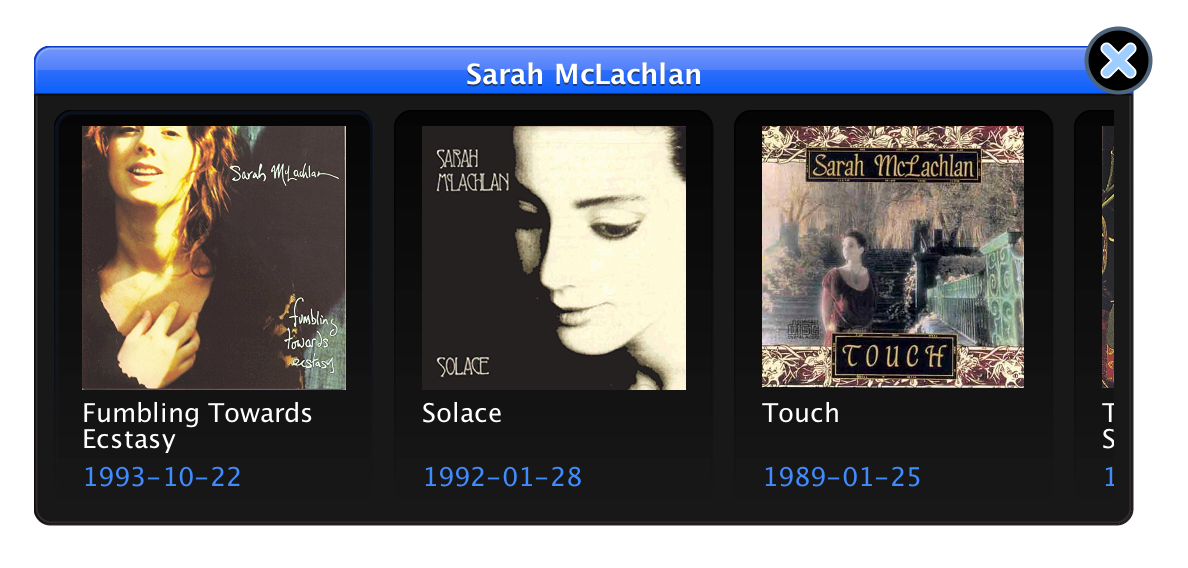 Sarah McLachlan
Sarah McLachlan
fumbling
towards
ecstasy
SARAH
McLACHLAN
SOLACE
Sarah McLachlan
TOUCH
Fumbling Towards
Ecstasy
1993-10-22
Solace
1992-01-28
Touch
1989-01-25
T
S
1